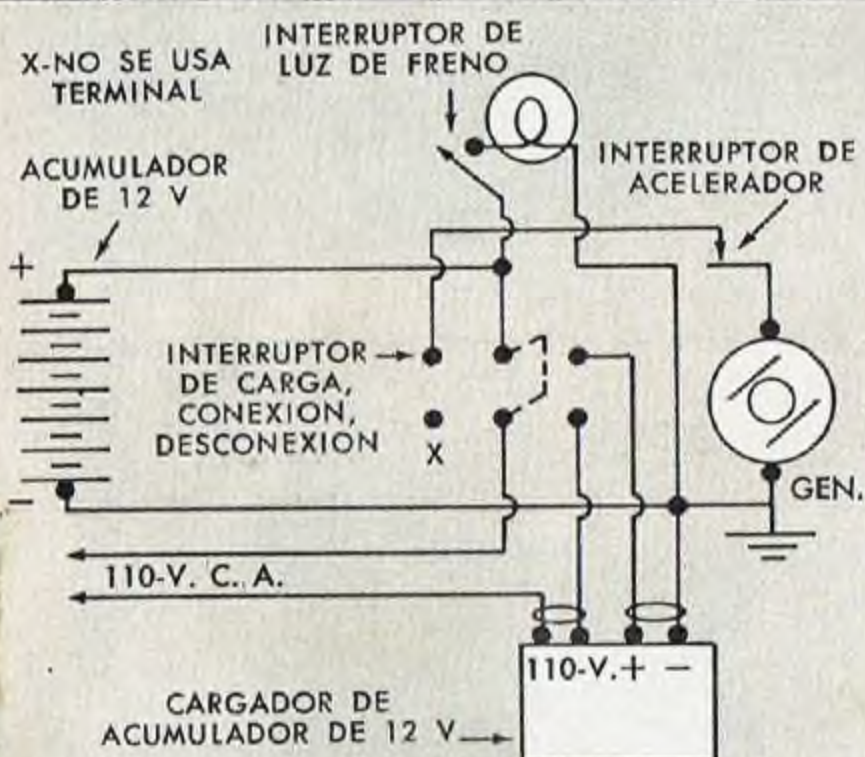 X-NO SE USA
TERMINAL
INTERRUPTOR DE
LUZ DE FRENO
ACUMULADOR
DE 12 V
INTERRUPTOR DE
ACELERADOR
+
INTERRUPTOR
DE CARGA,
CONEXION,
DESCONEXION
X
-
GEN.
110-V. C. A.
110-V. + -
CARGADOR DE
ACUMULADOR DE 12 V